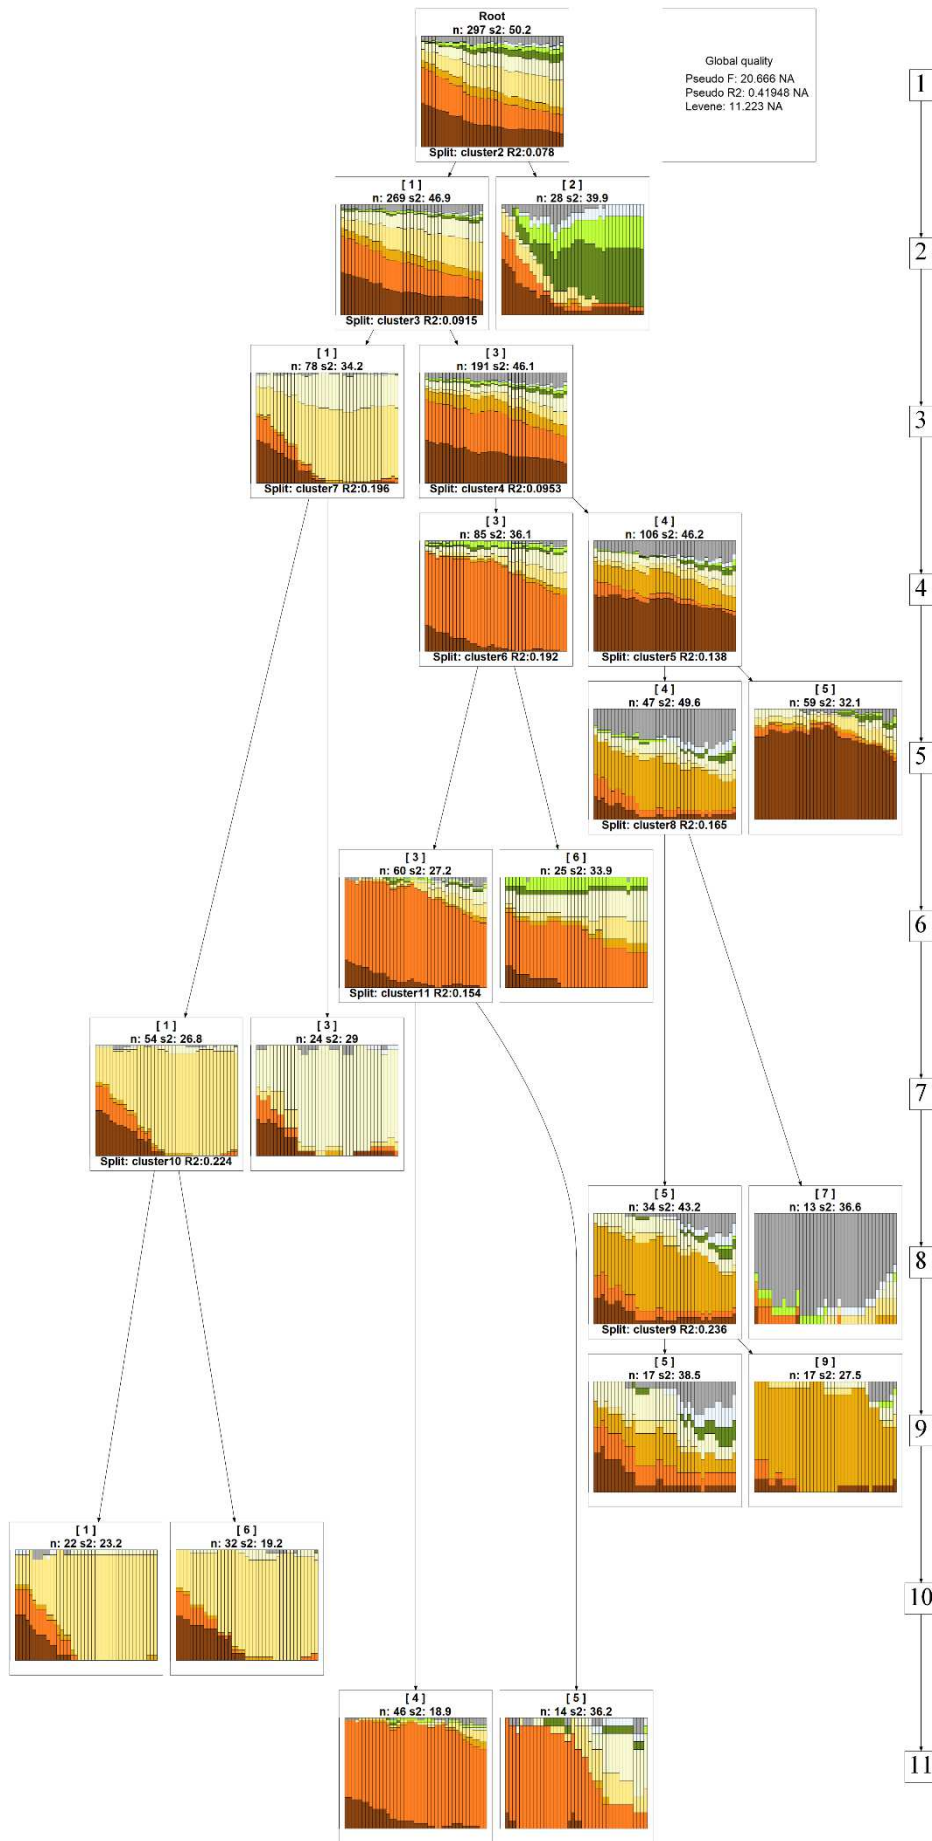 Root
n: 297 s2: 50.2
Split: cluster2 R2:0.078
Global quality
Pseudo F: 20.666 NA
Pseudo R2: 0.41948 NA
Levene: 11.223 NA
1
[ 1 ]
n: 269 s2: 46.9
Split: cluster3 R2:0.0915
[ 2 ]
n: 28 s2: 39.9
2
[ 1 ]
n: 78 s2: 34.2
Split: cluster7 R2:0.196
[ 3 ]
n: 191 s2: 46.1
Split: cluster4 R2:0.0953
3
[ 3 ]
n: 85 s2: 36.1
Split: cluster6 R2:0.192
[ 4 ]
n: 106 s2: 46.2
Split: cluster5 R2:0.138
4
[ 4 ]
n: 47 s2: 49.6
Split: cluster8 R2:0.165
[ 5 ]
n: 59 s2: 32.1
5
[ 3 ]
n: 60 s2: 27.2
Split: cluster11 R2:0.154
[ 6 ]
n: 25 s2: 33.9
6
[ 1 ]
n: 54 s2: 26.8
Split: cluster10 R2:0.224
[ 3 ]
n: 24 s2: 29
7
[ 5 ]
n: 34 s2: 43.2
Split: cluster9 R2:0.236
[ 7 ]
n: 13 s2: 36.6
8
[ 5 ]
n: 17 s2: 38.5
[ 9 ]
n: 17 s2: 27.5
9
[ 1 ]
n: 22 s2: 23.2
[ 6 ]
n: 32 s2: 19.2
10
[ 4 ]
n: 46 s2: 18.9
[ 5 ]
n: 14 s2: 36.2
11